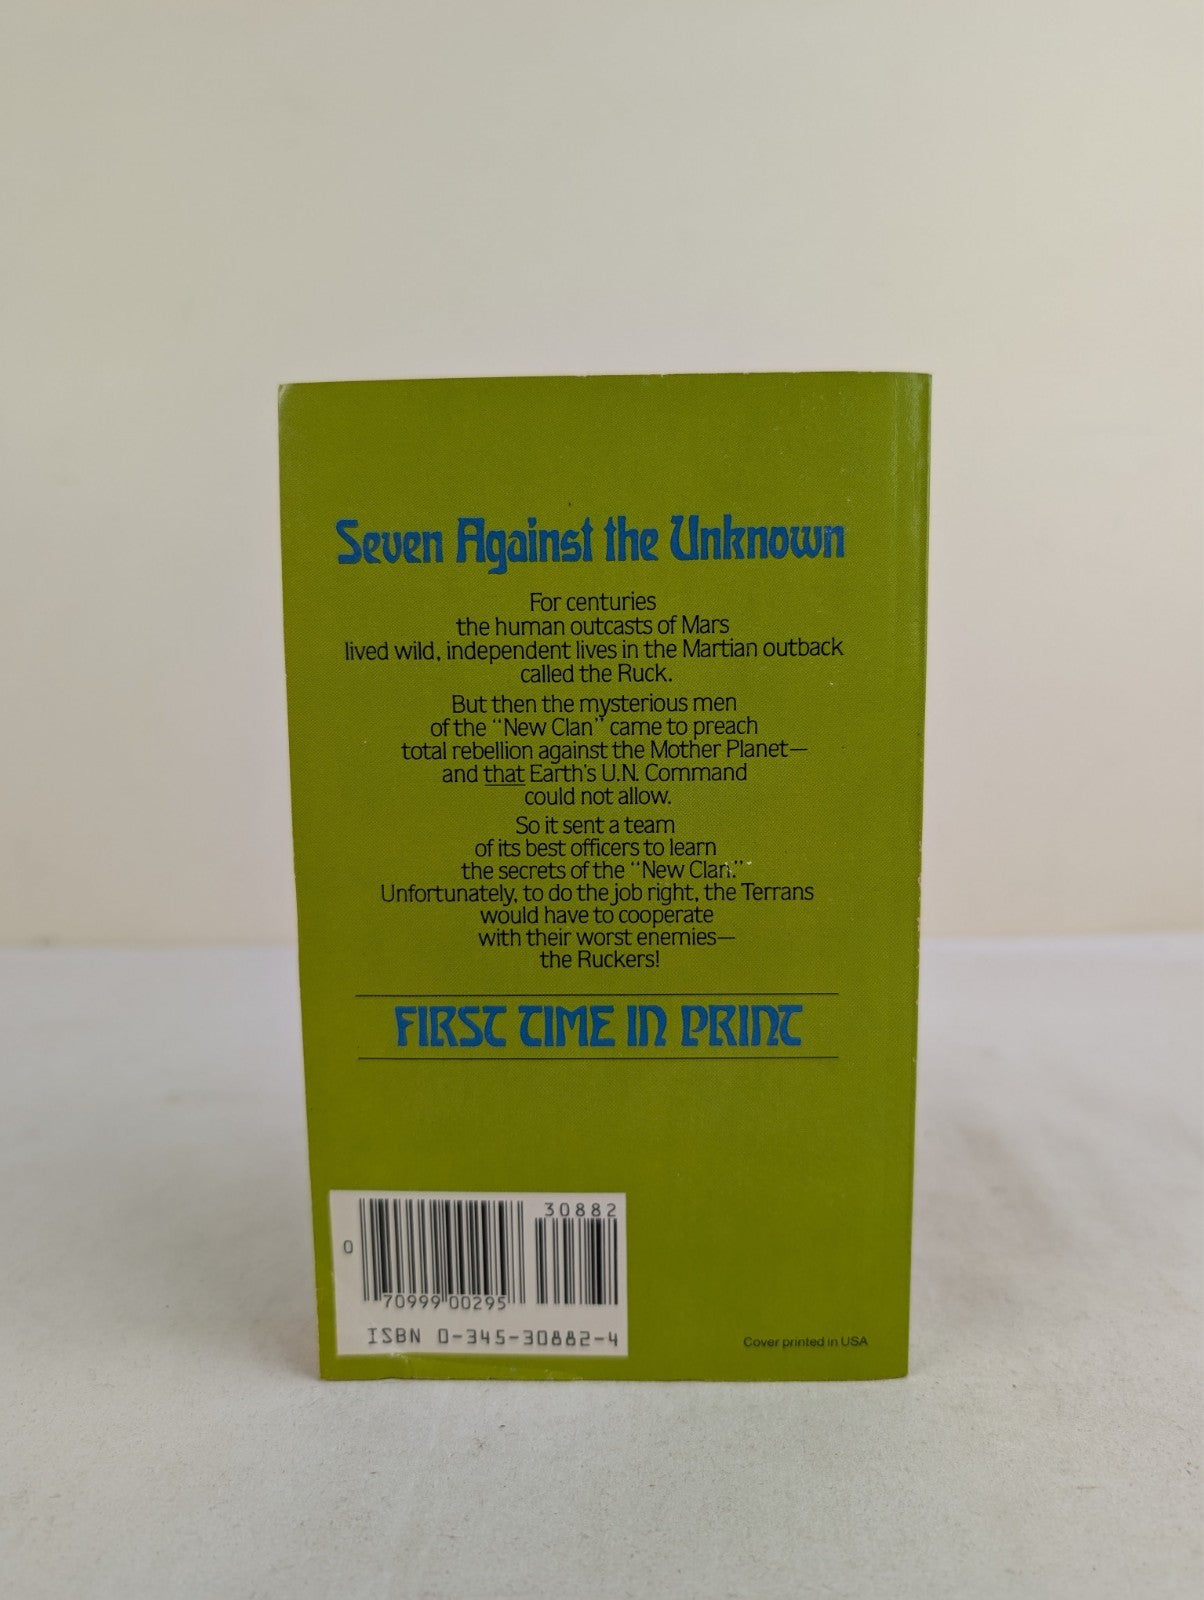 Seven Against the Unknown
For centuries
the human outcasts of Mars
lived wild, independent lives in the Martian outback
called the Ruck.
But then the mysterious men
of the "New Clan" came to preach
total rebellion against the Mother Planet—
and that Earth's U.N. Command
could not allow.
So it sent a team
of its best officers to learn
the secrets of the "New Clan."
Unfortunately, to do the job right, the Terrans
would have to cooperate
with their worst enemies—
the Ruckers!
FIRST TIME IN PRINT
30882
0
70999 00295
ISBN 0-345-30882-4
Cover printed in USA